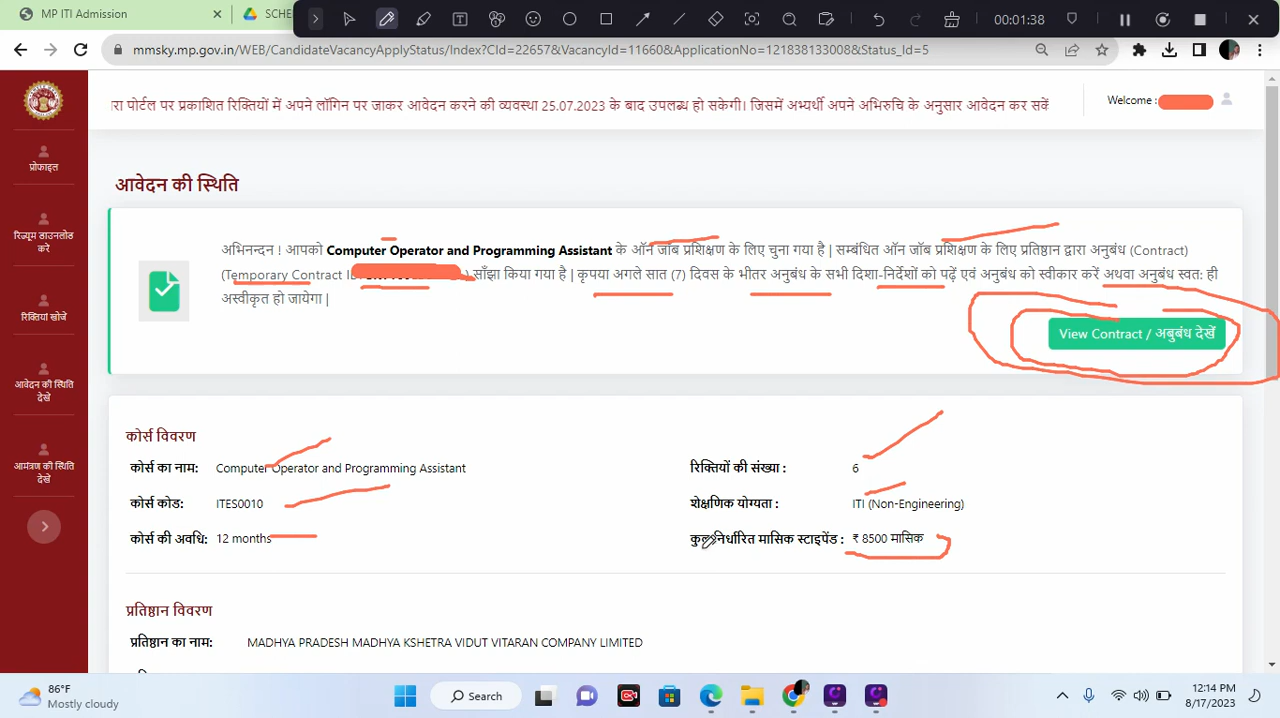 MP ITI Admission
SCHE
00:01:38
mmsky.mp.gov.in/WEB/CandidateVacancyApplyStatus/Index?CId=22657&VacancyId=11660&ApplicationNo=121838133008&Status_Id=5
रा पोर्टल पर प्रकाशित रिक्तियों में अपने लॉगिन पर जाकर आवेदन करने की व्यवस्था 25.07.2023 के बाद उपलब्ध हो सकेगी। जिसमें अभ्यर्थी अपने अभिरुचि के अनुसार आवेदन कर सकें
Welcome :
प्रोफाइल
रिज्यूम डाउनलोड
करे
रिक्तियां खोजे
आवेदन की स्थिति
देखें
आमंत्रण की स्थिति
देखें
आवेदन की स्थिति
अभिनन्दन ! आपको Computer Operator and Programming Assistant के ऑन जॉब प्रशिक्षण के लिए चुना गया है | सम्बंधित ऑन जॉब प्रशिक्षण के लिए प्रतिष्ठान द्वारा अनुबंध (Contract)
(Temporary Contract साँझा किया गया है | कृपया अगले सात (7) दिवस के भीतर अनुबंध के सभी दिशा-निर्देशों को पढ़ें एवं अनुबंध को स्वीकार करें अथवा अनुबंध स्वत: ही
अस्वीकृत हो जायेगा |
View Contract / अबुबंध देखें
कोर्स विवरण
कोर्स का नाम: Computer Operator and Programming Assistant
रिक्तियों की संख्या : 6
कोर्स कोड: ITES0010
शेक्षणिक योग्यता : ITI (Non-Engineering)
कोर्स की अवधि: 12 months
कुल निर्धारित मासिक स्टाइपेंड : ₹ 8500 मासिक
प्रतिष्ठान विवरण
प्रतिष्ठान का नाम: MADHYA PRADESH MADHYA KSHETRA VIDUT VITARAN COMPANY LIMITED
86°F
Mostly cloudy
Search
12:14 PM
8/17/2023